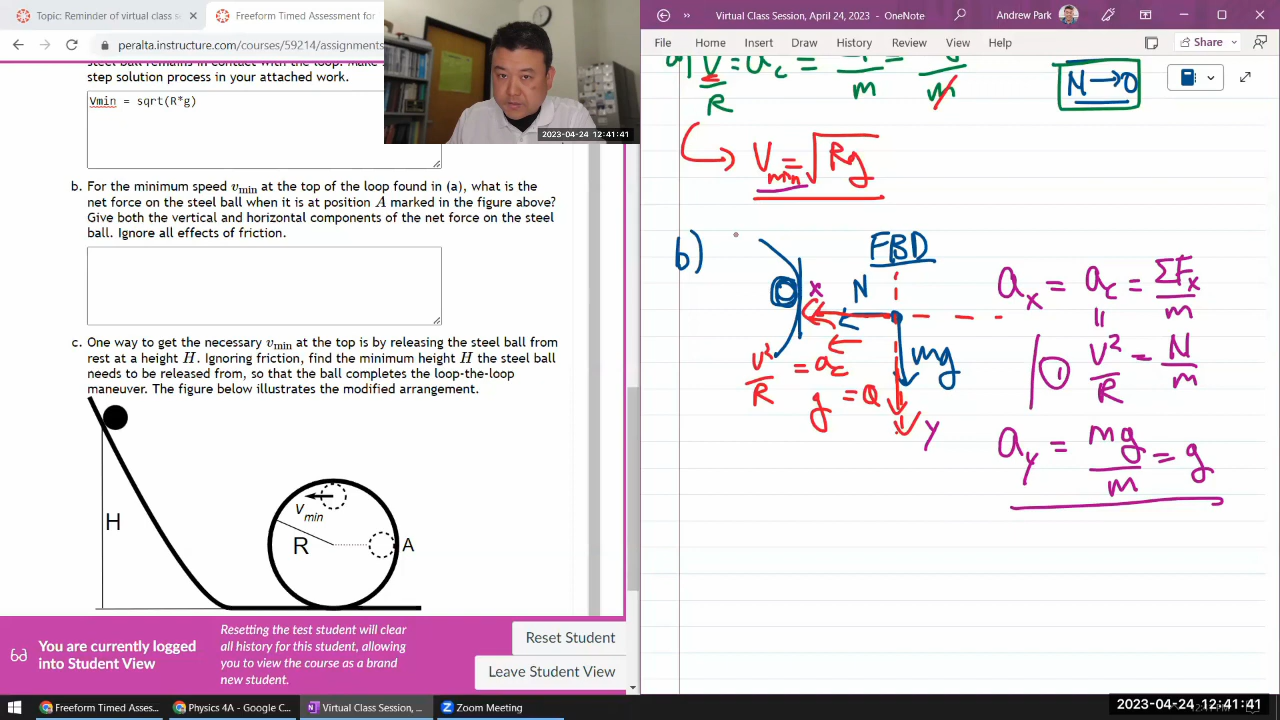 Topic: Reminder of virtual class s
Freeform Timed Assessment for
peralta.instructure.com/courses/59214/assignments
steel ball remains in contact with the loop. Make
step solution process in your attached work.
Vmin = sqrt(R*g)
b. For the minimum speed vmin at the top of the loop found in (a), what is the
net force on the steel ball when it is at position A marked in the figure above?
Give both the vertical and horizontal components of the net force on the steel
ball. Ignore all effects of friction.
c. One way to get the necessary vmin at the top is by releasing the steel ball from
rest at a height H. Ignoring friction, find the minimum height H the steel ball
needs to be released from, so that the ball completes the loop-the-loop
maneuver. The figure below illustrates the modified arrangement.
H
Vmin
R
A
You are currently logged
into Student View
Resetting the test student will clear
all history for this student, allowing
you to view the course as a brand
new student.
Reset Student
Leave Student View
2023-04-24 12:41:41
Virtual Class Session, April 24, 2023 - OneNote
Andrew Park
File
Home
Insert
Draw
History
Review
View
Help
Share
R
m
m
N → 0
Vmin = √Rg
b)
FBD
x
N
mg
v²/R = ac
g = a
y
ax = ac = ΣFx/m
① v²/R = N/m
ay = mg/m = g
Freeform Timed Asses...
Physics 4A - Google C...
Virtual Class Session, ...
Zoom Meeting
2023-04-24 12:41:41